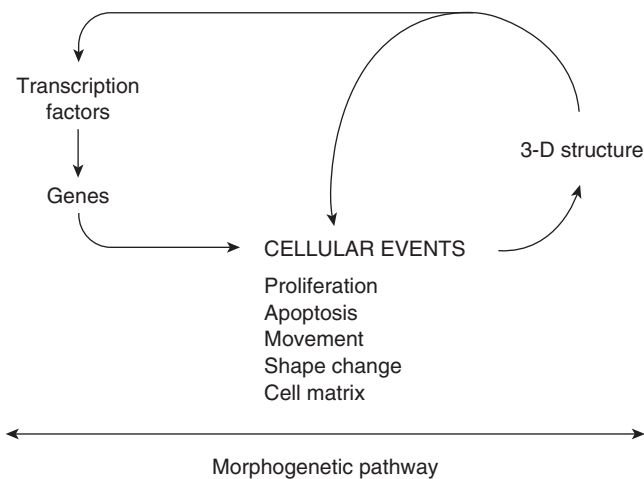 Transcription
factors
3-D structure
Genes
CELLULAR EVENTS
Proliferation
Apoptosis
Movement
Shape change
Cell matrix
Morphogenetic pathway